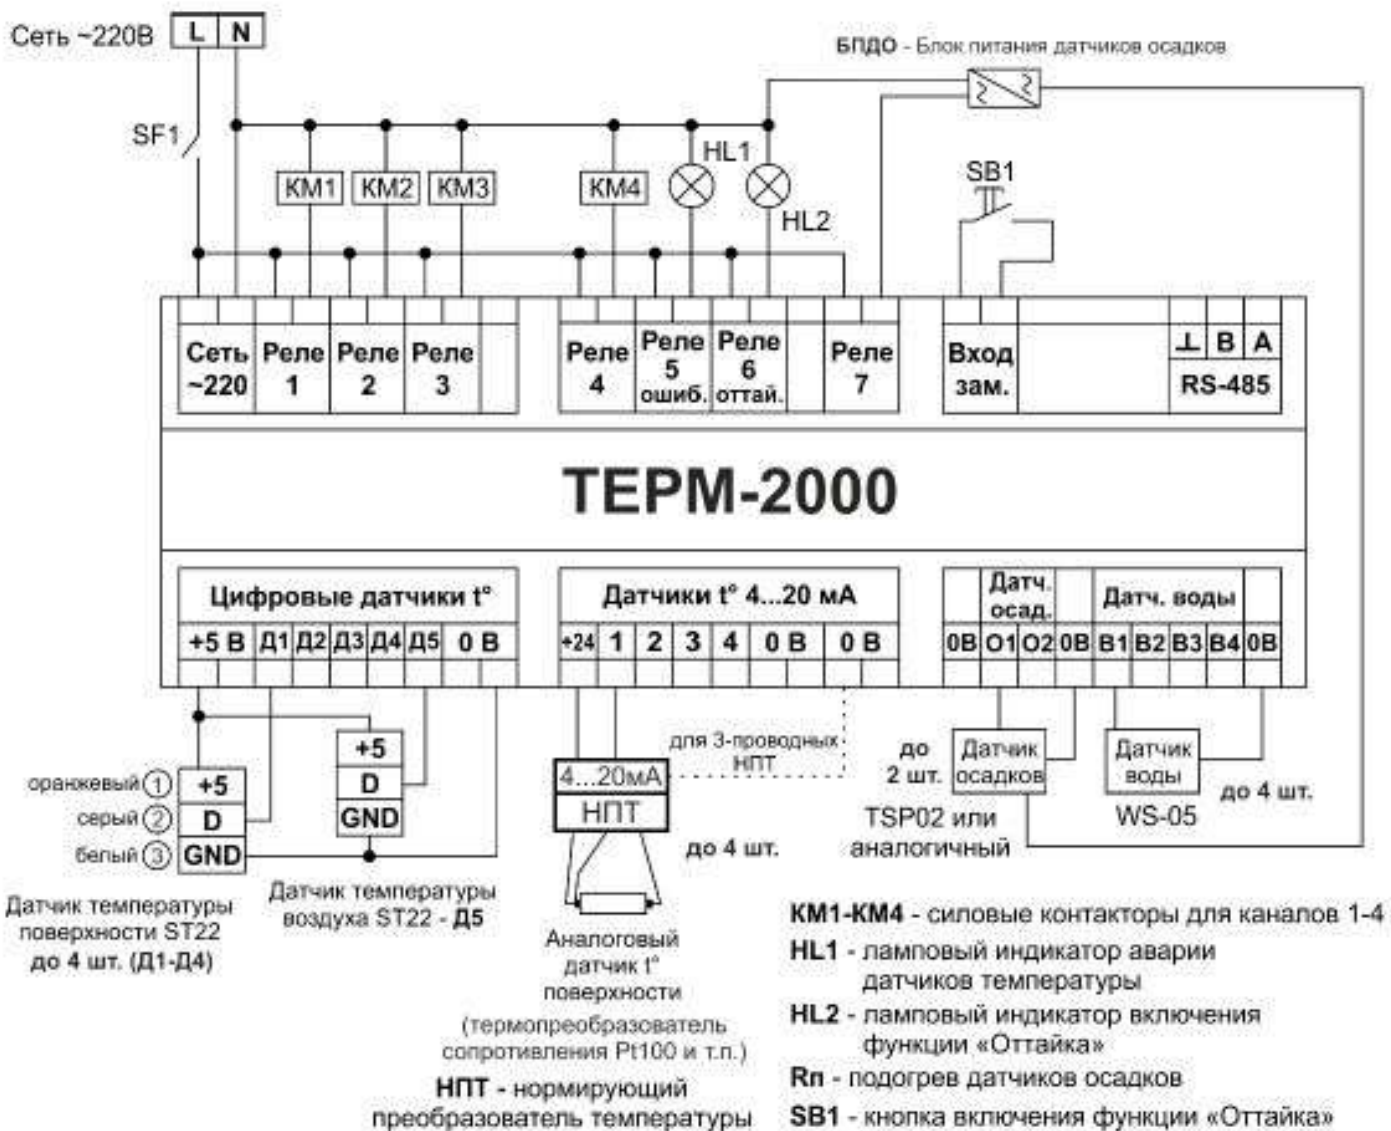 Сеть ~220В
L N
БПДО - Блок питания датчиков осадков
SF1
HL1
SB1
КМ1 КМ2 КМ3 КМ4
HL2
Сеть ~220
Реле 1
Реле 2
Реле 3
Реле 4
Реле 5 ошиб.
Реле 6 оттай.
Реле 7
Вход зам.
⊥ B A
RS-485
ТЕРМ-2000
Цифровые датчики t°
+5 В Д1 Д2 Д3 Д4 Д5 0 В
Датчики t° 4...20 мА
+24 1 2 3 4 0 В 0 В
Датч. осад.
Датч. воды
0В О1 О2 0В В1 В2 В3 В4 0В
оранжевый 1
серый 2
белый 3
+5
D
GND
+5
D
GND
Датчик температуры
поверхности ST22
до 4 шт. (Д1-Д4)
Датчик температуры
воздуха ST22 - Д5
для 3-проводных
НПТ
4...20мА
НПТ
до 4 шт.
Аналоговый
датчик t°
поверхности
(термопреобразователь
сопротивления Pt100 и т.п.)
НПТ - нормирующий
преобразователь температуры
до
2 шт.
Датчик
осадков
TSP02 или
аналогичный
Датчик
воды
WS-05
до 4 шт.
КМ1-КМ4 - силовые контакторы для каналов 1-4
HL1 - ламповый индикатор аварии
датчиков температуры
HL2 - ламповый индикатор включения
функции «Оттайка»
Rп - подогрев датчиков осадков
SB1 - кнопка включения функции «Оттайка»